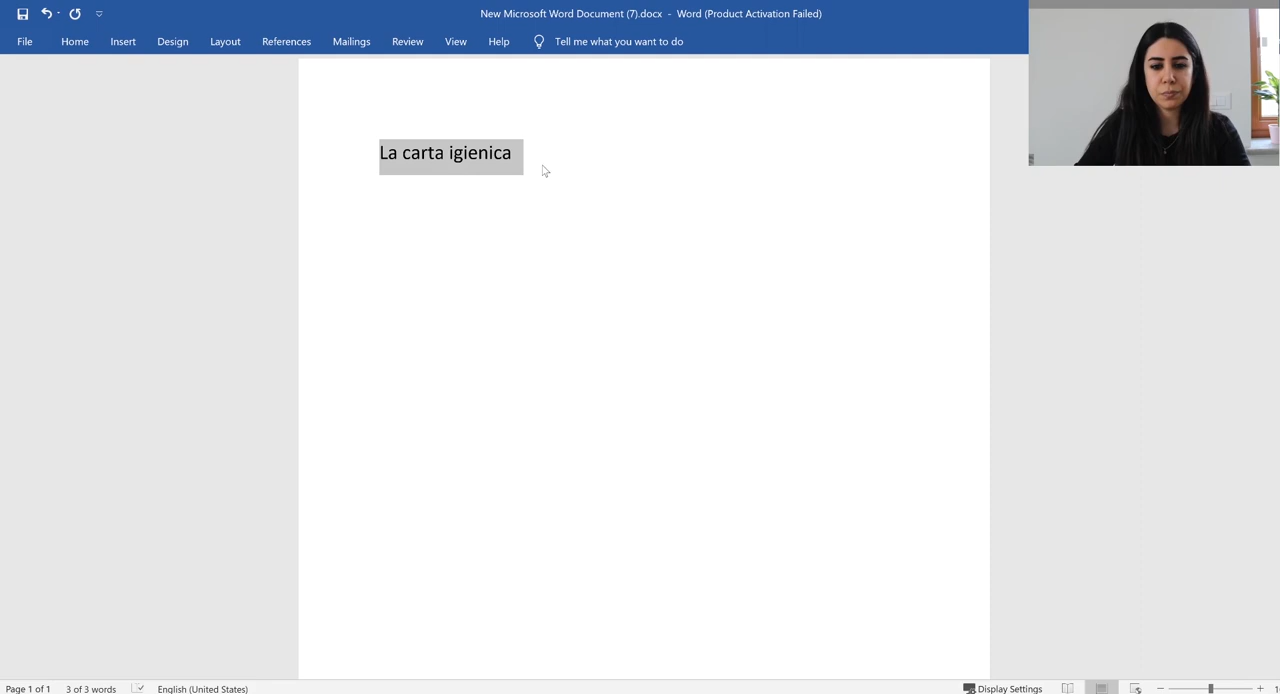 New Microsoft Word Document (7).docx - Word (Product Activation Failed)
File Home Insert Design Layout References Mailings Review View Help Tell me what you want to do
La carta igienica
Page 1 of 1 3 of 3 words English (United States) Display Settings